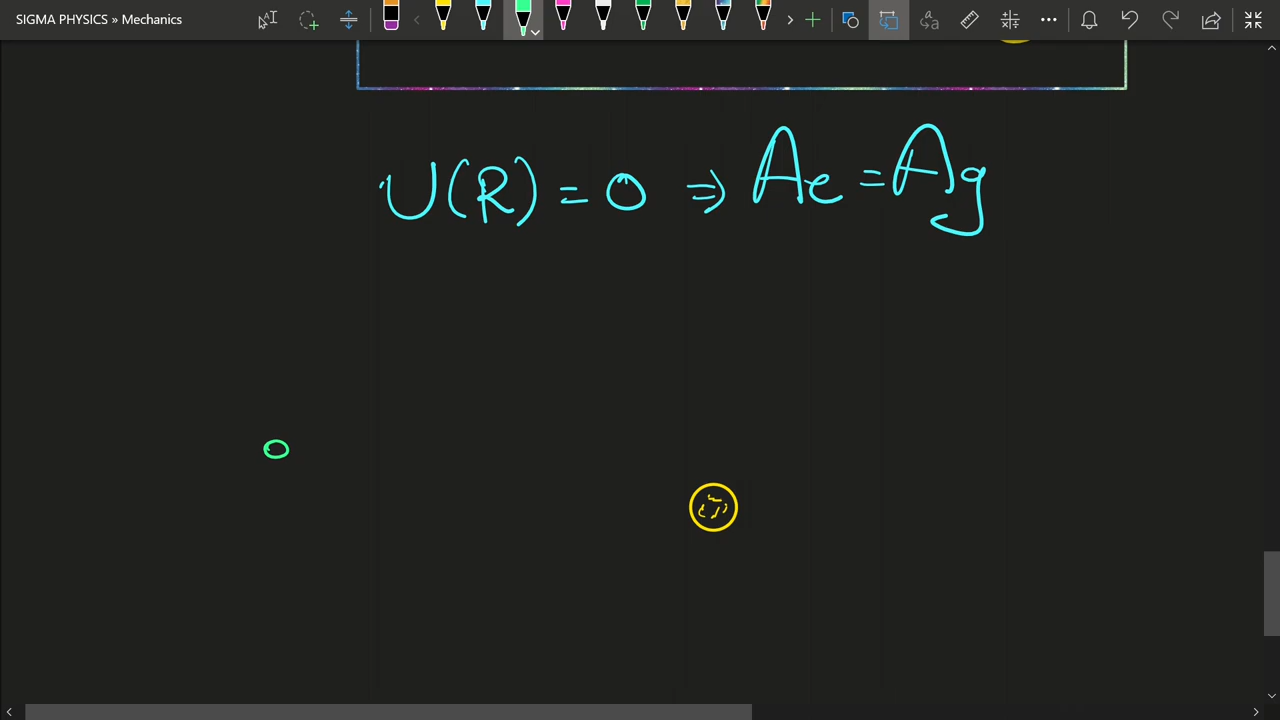 SIGMA PHYSICS » Mechanics
U(R) = 0 ⇒ Ae = Ag